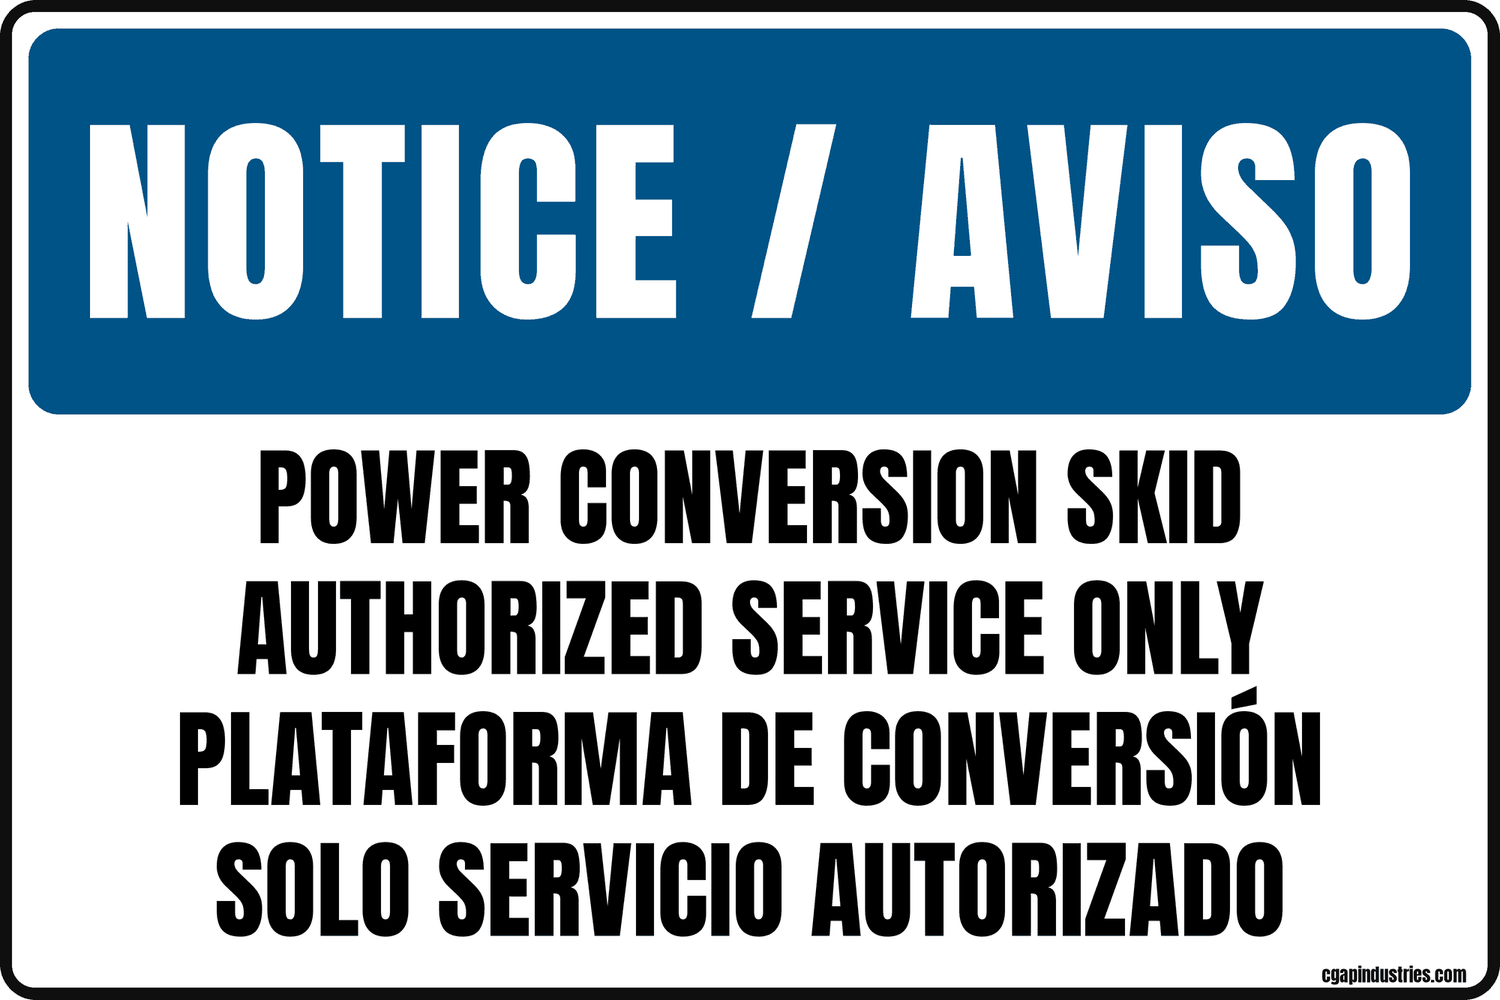 NOTICE / AVISO
POWER CONVERSION SKID
AUTHORIZED SERVICE ONLY
PLATAFORMA DE CONVERSIÓN
SOLO SERVICIO AUTORIZADO
cgapindustries.com